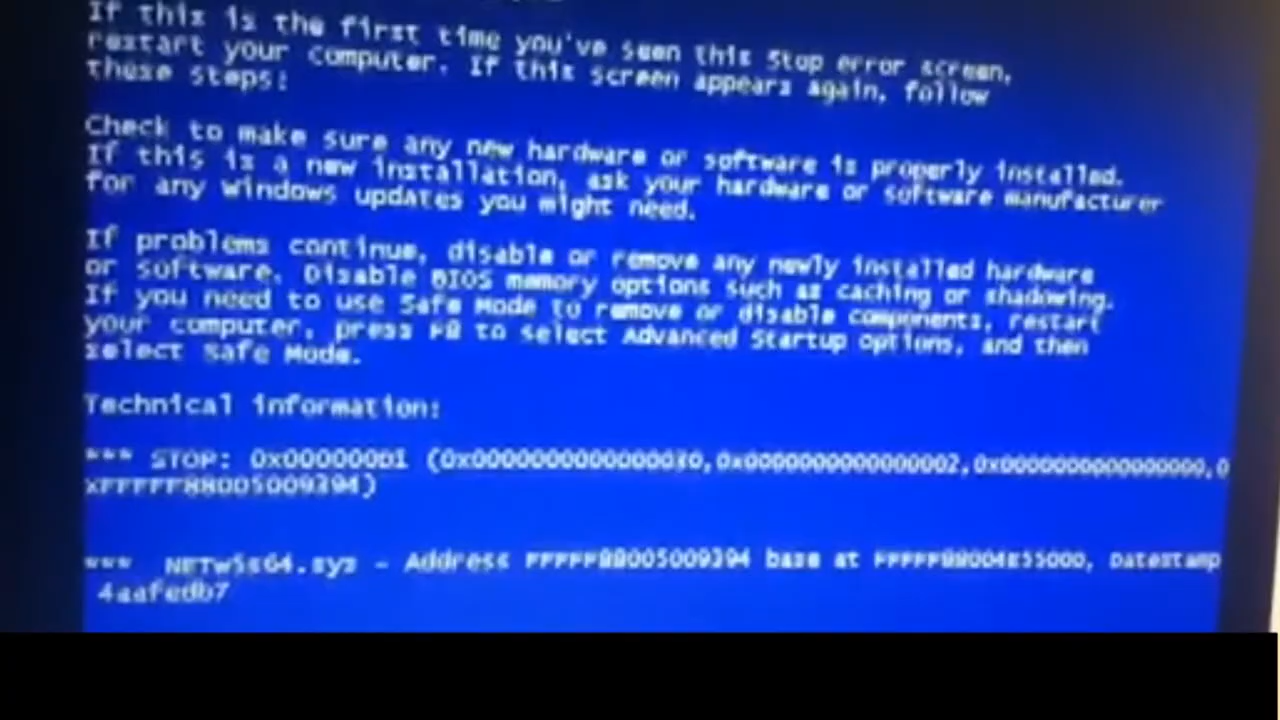 If this is the first time you've seen this Stop error screen,
restart your computer. If this screen appears again, follow
these steps:
Check to make sure any new hardware or software is properly installed.
If this is a new installation, ask your hardware or software manufacturer
for any windows updates you might need.
If problems continue, disable or remove any newly installed hardware
or software. Disable BIOS memory options such as caching or shadowing.
If you need to use Safe Mode to remove or disable components, restart
your computer, press F8 to select Advanced Startup options, and then
select Safe Mode.
Technical information:
*** STOP: 0x000000D1 (0x0000000000000030,0x0000000000000002,0x0000000000000000,0
xFFFFF88005009394)
*** NETw5s64.sys - Address FFFFF88005009394 base at FFFFF88004E55000, Datestamp
4aafedb7